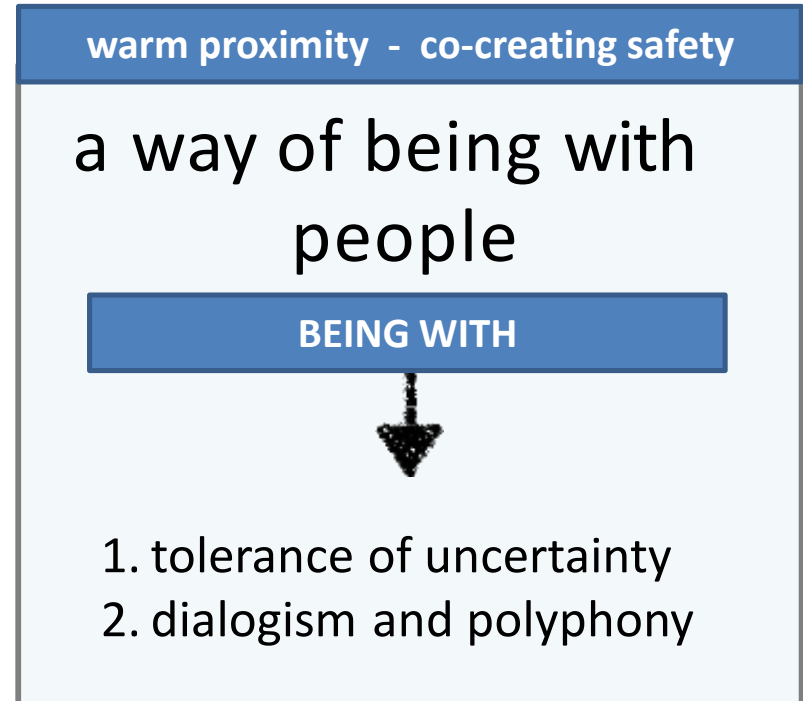 warm proximity - co-creating safety
a way of being with
people
BEING WITH
1. tolerance of uncertainty
2. dialogism and polyphony